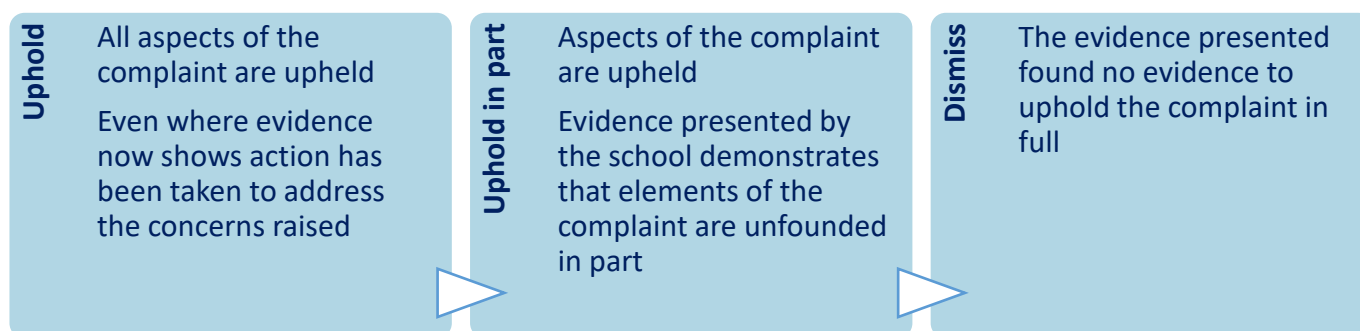 Uphold
All aspects of the
complaint are upheld
Even where evidence
now shows action has
been taken to address
the concerns raised
Uphold in part
Aspects of the complaint
are upheld
Evidence presented by
the school demonstrates
that elements of the
complaint are unfounded
in part
Dismiss
The evidence presented
found no evidence to
uphold the complaint in
full